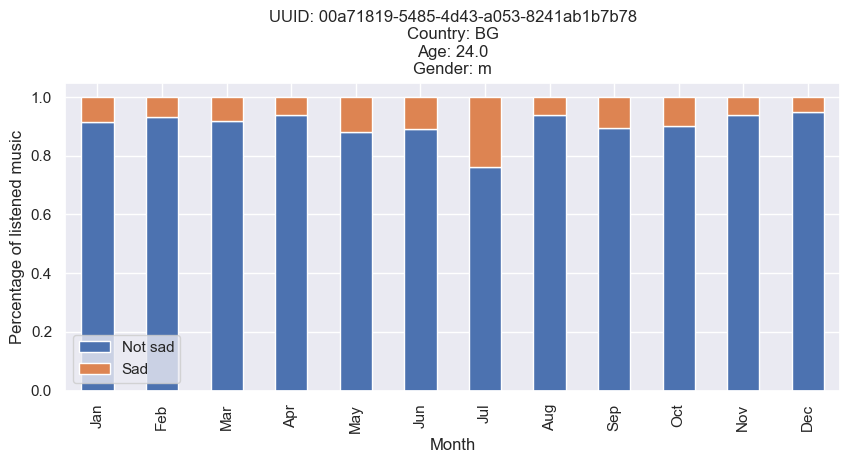 UUID: 00a71819-5485-4d43-a053-8241ab1b7b78
Country: BG
Age: 24.0
Gender: m
Percentage of listened music
1.0
0.8
0.6
0.4
0.2
0.0
Not sad
Sad
Jan
Feb
Mar
Apr
May
Jun
Jul
Aug
Sep
Oct
Nov
Dec
Month